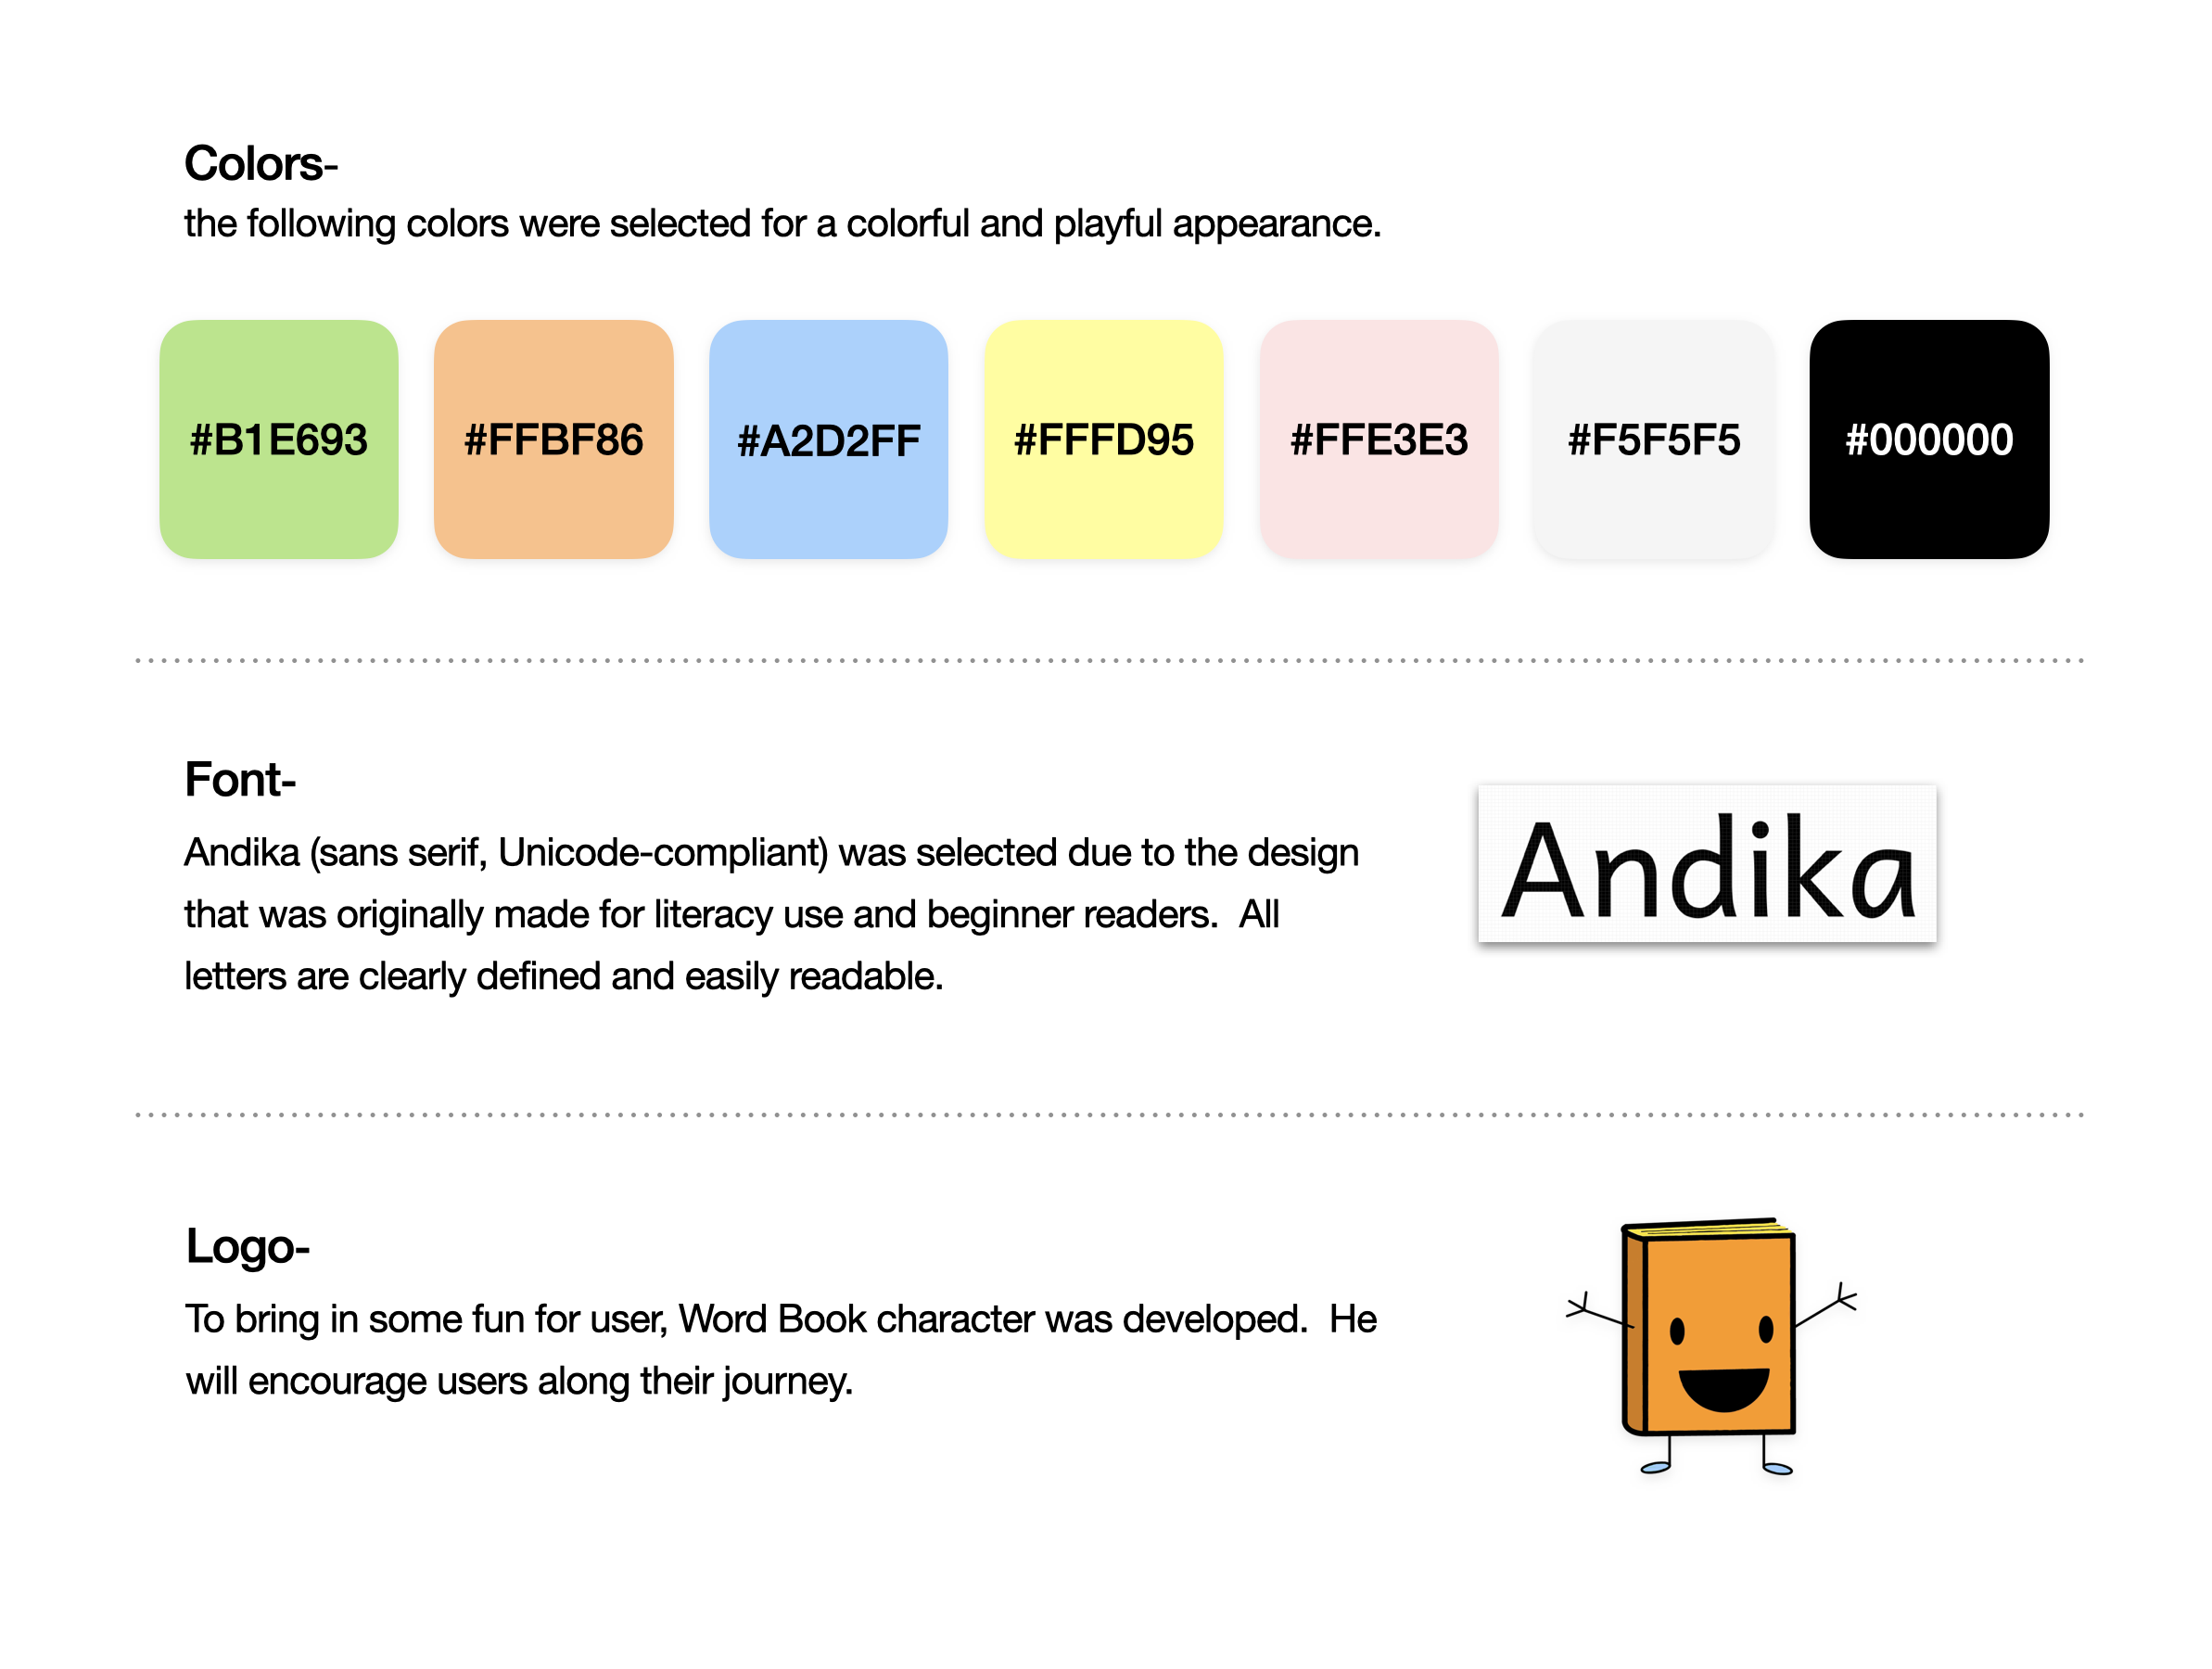 Colors-
the following colors were selected for a colorful and playful appearance.
#B1E693 #FFBF86 #A2D2FF #FFFD95 #FFE3E3 #F5F5F5 #000000
Font-
Andika (sans serif, Unicode-compliant) was selected due to the design
that was originally made for literacy use and beginner readers.  All
letters are clearly defined and easily readable.
Andika
Logo-
To bring in some fun for user, Word Book character was developed.  He
will encourage users along their journey.